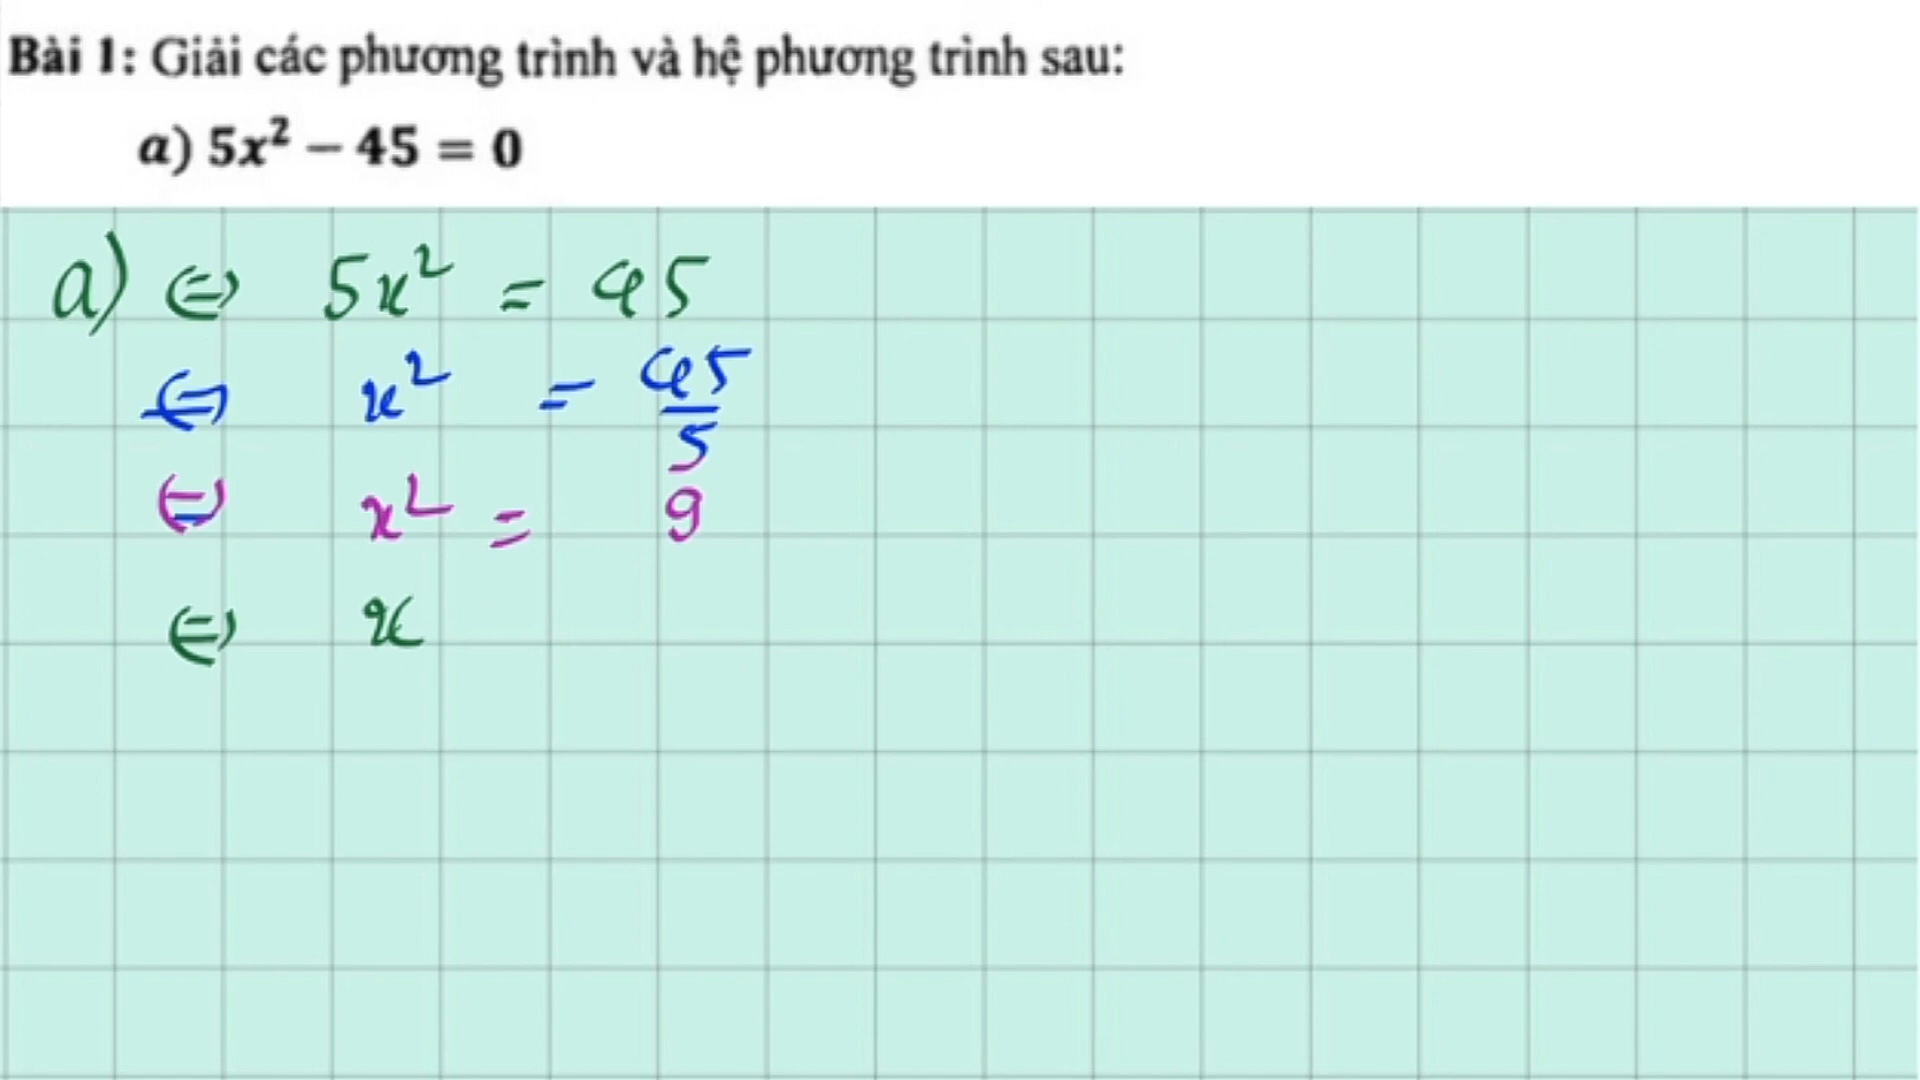 Bài 1: Giải các phương trình và hệ phương trình sau:
a) 5x² − 45 = 0
a) ⇔ 5x² = 45
⇔ x² = 45/5
⇔ x² = 9
⇔ x